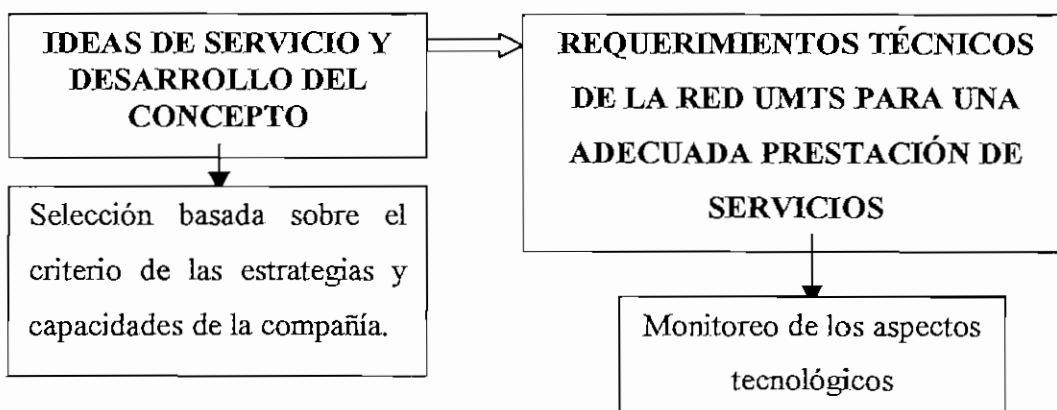 IDEAS DE SERVICIO Y
DESARROLLO DEL
CONCEPTO
Selección basada sobre el
criterio de las estrategias y
capacidades de la compañía.
REQUERIMIENTOS TÉCNICOS
DE LA RED UMTS PARA UNA
ADECUADA PRESTACIÓN DE
SERVICIOS
Monitoreo de los aspectos
tecnológicos